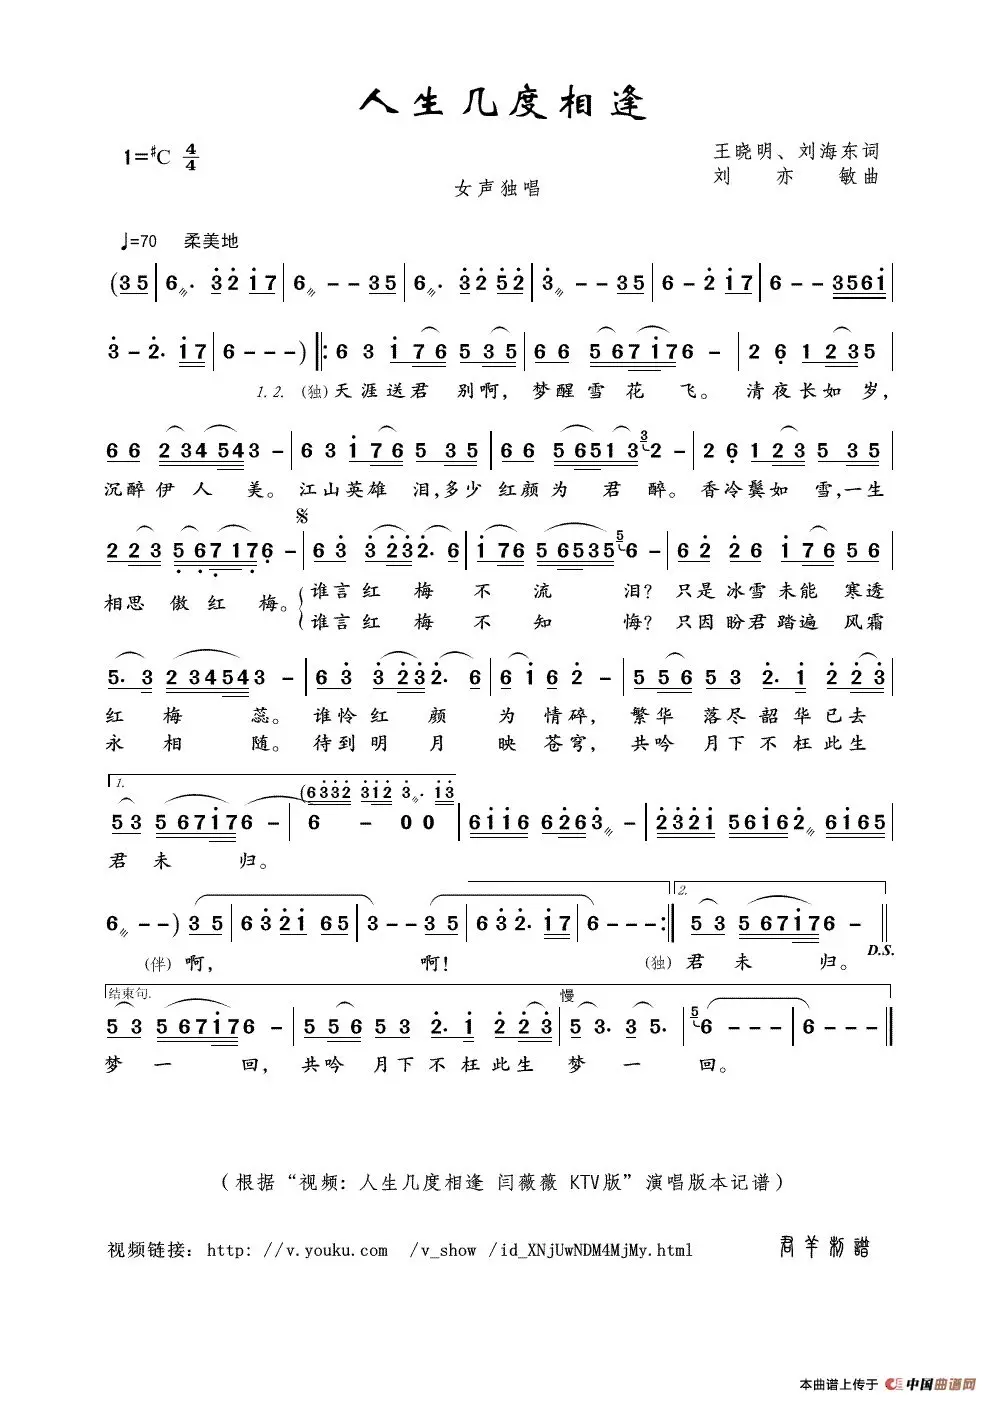 人生几度相逢
1=#C 4/4
王晓明、刘海东词
刘亦敏曲
女声独唱
♩=70 柔美地
(3 5 | 6 · 3 2 1 7 | 6 - - 3 5 | 6 · 3 2 5 2 | 3 · - - 3 5 | 6 - 2 1 7 | 6 - - 3 5 6 1 |
3 - 2 · 1 7 | 6 - - - ) ‖: 6 3 1 7 6 5 3 5 | 6 6 5 6 7 1 7 6 - | 2 6 1 2 3 5 |
1. 2. (独) 天涯送君 别啊, 梦醒雪花 飞。 清夜长如 岁,
6 6 2 3 4 5 4 3 - | 6 3 1 7 6 5 3 5 | 6 6 5 6 5 1 3 3 2 - | 2 6 1 2 3 5 3 5 |
沉醉伊人 美。 江山英雄 泪,多少 红颜为 君 醉。 香冷鬓如 雪,一生
2 2 3 5 6 7 1 7 6 - | 6 3 3 2 3 2 · 6 | 1 7 6 5 6 5 3 5 5 6 - | 6 2 2 6 1 7 6 5 6 |
相思 傲红 梅。 谁言红 梅 不 流 泪? 只是冰雪未能 寒透
谁言红 梅 不 知 悔? 只因盼君踏遍 风霜
5 · 3 2 3 4 5 4 3 - | 6 3 3 2 3 2 · 6 | 6 1 6 2 - | 5 5 6 5 3 2 · 1 2 2 3 |
红 梅 蕊。 谁怜红 颜 为 情碎, 繁华 落尽韶华已去
永 相 随。 待到明 月 映 苍穹, 共吟 月下不枉此生
1. (6 3 3 2 3 1 2 3 · 1 3
5 3 5 6 7 1 7 6 - | 6 - 0 0 | 6 1 1 6 6 2 6 3 - | 2 3 2 1 5 6 1 6 2 6 1 6 5 |
君 未 归。
2.
6 - - ) 3 5 | 6 3 2 1 6 5 | 3 - - 3 5 | 6 3 2 · 1 7 | 6 - - - :‖ 5 3 5 6 7 1 7 6 - ‖
D.S.
(伴) 啊, 啊! (独) 君 未 归。
结束句. 慢
5 3 5 6 7 1 7 6 - | 5 5 6 5 3 2 · 1 2 2 3 | 5 3 · 3 5 · | 5 6 - - - | 6 - - - ‖
梦 一 回, 共吟 月下不枉此生 梦 一 回。
(根据“视频: 人生几度相逢 闫薇薇 KTV版”演唱版本记谱)
视频链接: http: //v.youku.com /v_show /id_XNjUwNDM4MjMy.html 君羊制谱
本曲谱上传于 中国曲谱网